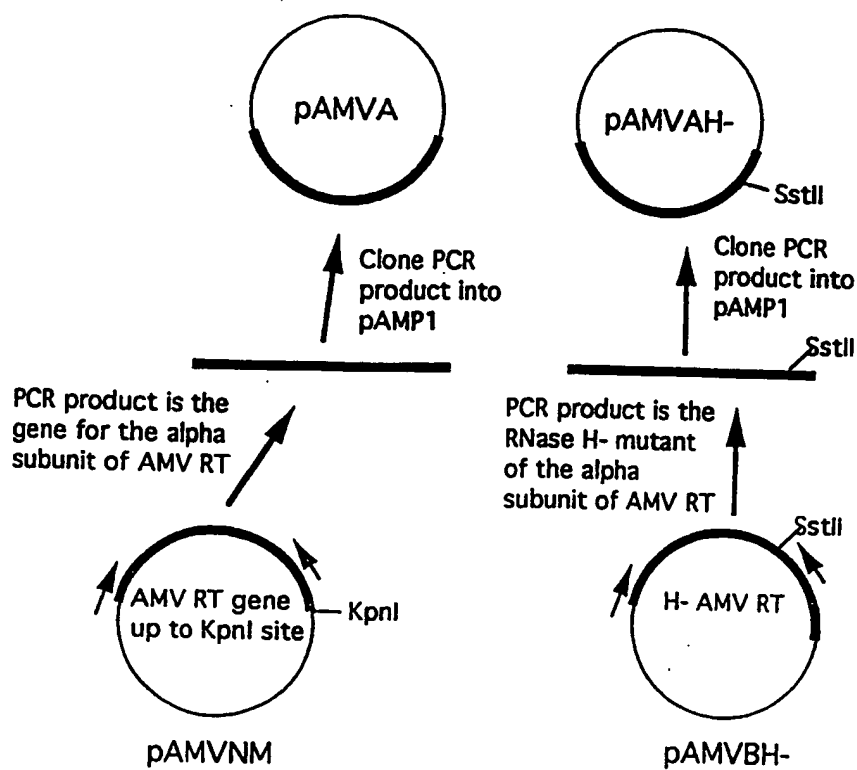 pAMVA
pAMVAH-
SstII
Clone PCR
product into
pAMP1
Clone PCR
product into
pAMP1
SstII
PCR product is the
gene for the alpha
subunit of AMV RT
PCR product is the
RNase H- mutant
of the alpha
subunit of AMV RT
SstII
AMV RT gene
up to KpnI site
KpnI
H- AMV RT
pAMVNM
pAMVBH-